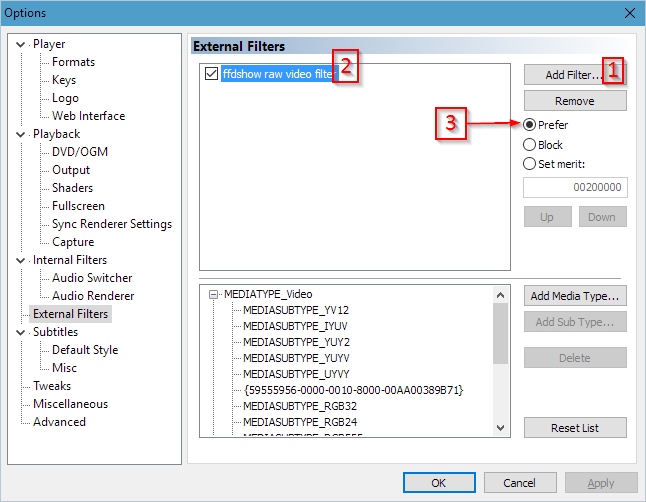 Options
Player
Formats
Keys
Logo
Web Interface
Playback
DVD/OGM
Output
Shaders
Fullscreen
Sync Renderer Settings
Capture
Internal Filters
Audio Switcher
Audio Renderer
External Filters
Subtitles
Default Style
Misc
Tweaks
Miscellaneous
Advanced
External Filters
ffdshow raw video filter
2
Add Filter...
1
Remove
3
Prefer
Block
Set merit:
00200000
Up
Down
MEDIATYPE_Video
MEDIASUBTYPE_YV12
MEDIASUBTYPE_IYUV
MEDIASUBTYPE_YUY2
MEDIASUBTYPE_YUYV
MEDIASUBTYPE_UYVY
{59555956-0000-0010-8000-00AA00389B71}
MEDIASUBTYPE_RGB32
MEDIASUBTYPE_RGB24
MEDIASUBTYPE_RGB555
Add Media Type...
Add Sub Type...
Delete
Reset List
OK
Cancel
Apply